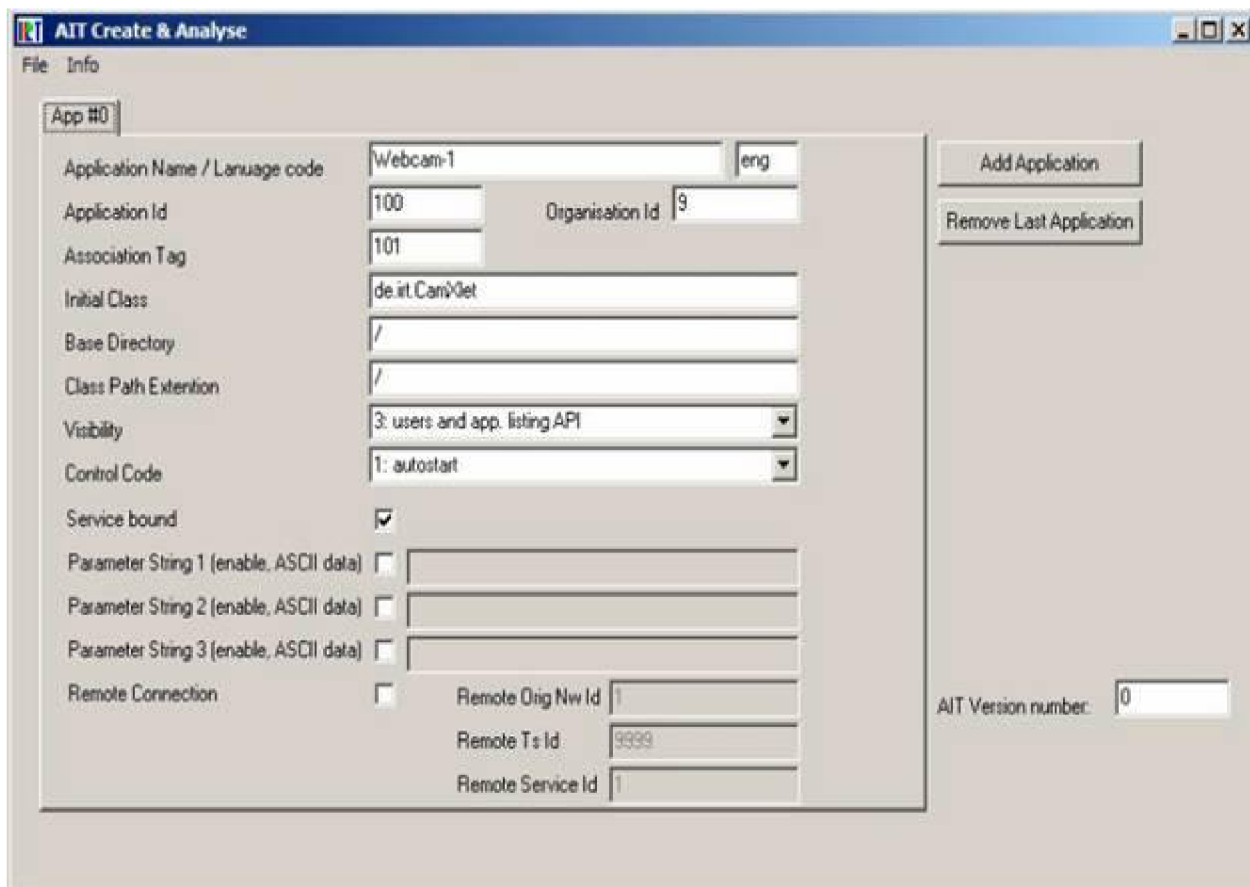 AIT Create & Analyse
File Info
App #0
Application Name / Lanuage code Webcam-1 eng
Add Application
Application Id 100 Organisation Id 9
Remove Last Application
Association Tag 101
Initial Class de.irt.CamXlet
Base Directory /
Class Path Extention /
Visibility 3: users and app. listing API
Control Code 1: autostart
Service bound
Parameter String 1 (enable, ASCII data)
Parameter String 2 (enable, ASCII data)
Parameter String 3 (enable, ASCII data)
Remote Connection Remote Orig Nw Id 1
AIT Version number: 0
Remote Ts Id 9999
Remote Service Id 1